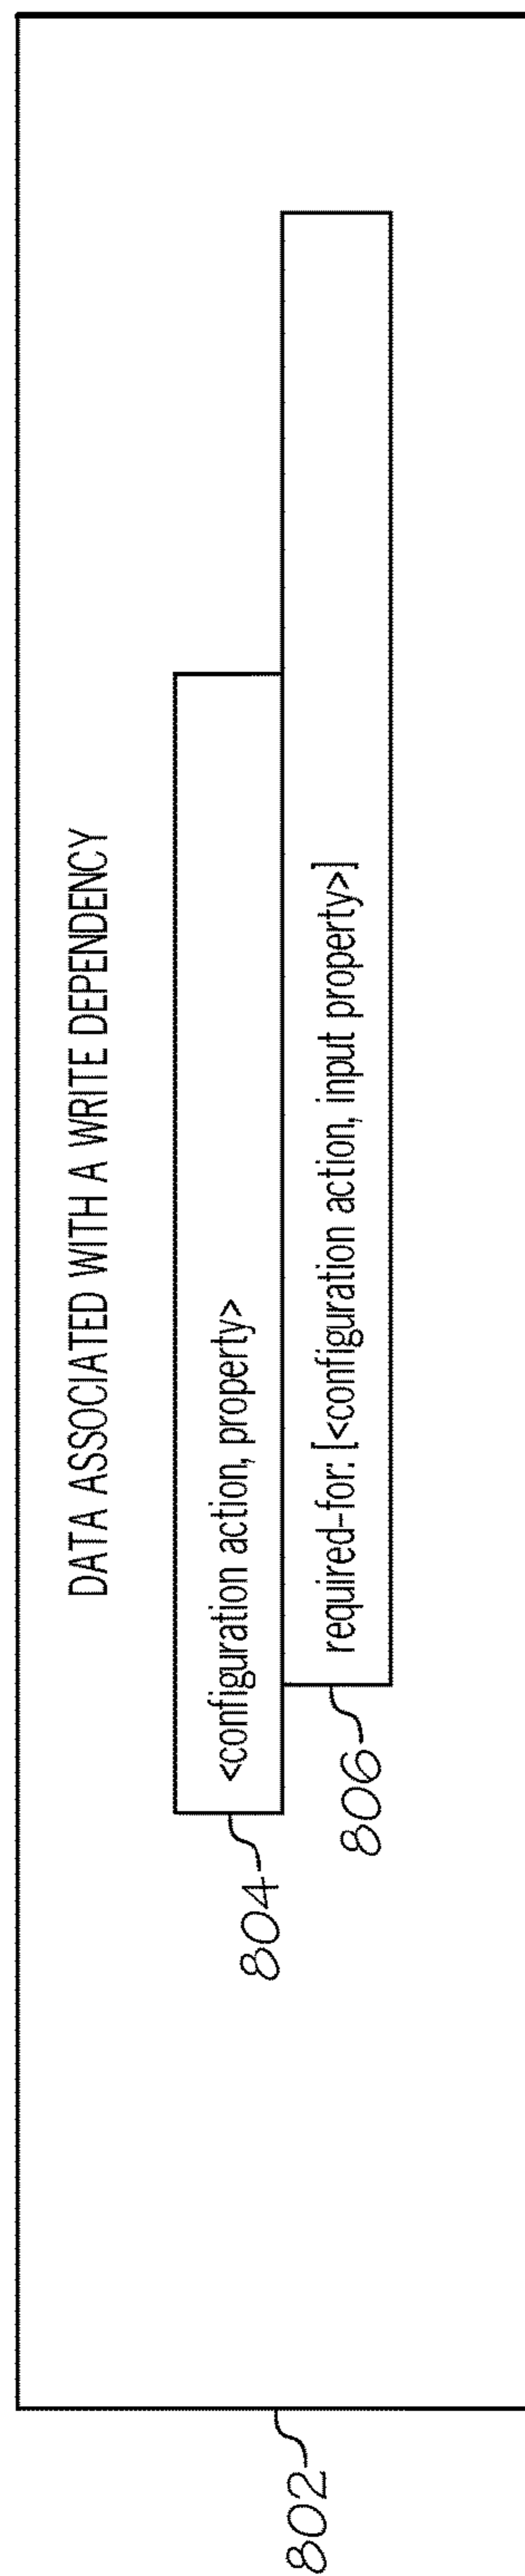 DATA ASSOCIATED WITH A WRITE DEPENDENCY
<configuration action, property>
804
required-for: [<configuration action, input property>]
806
802